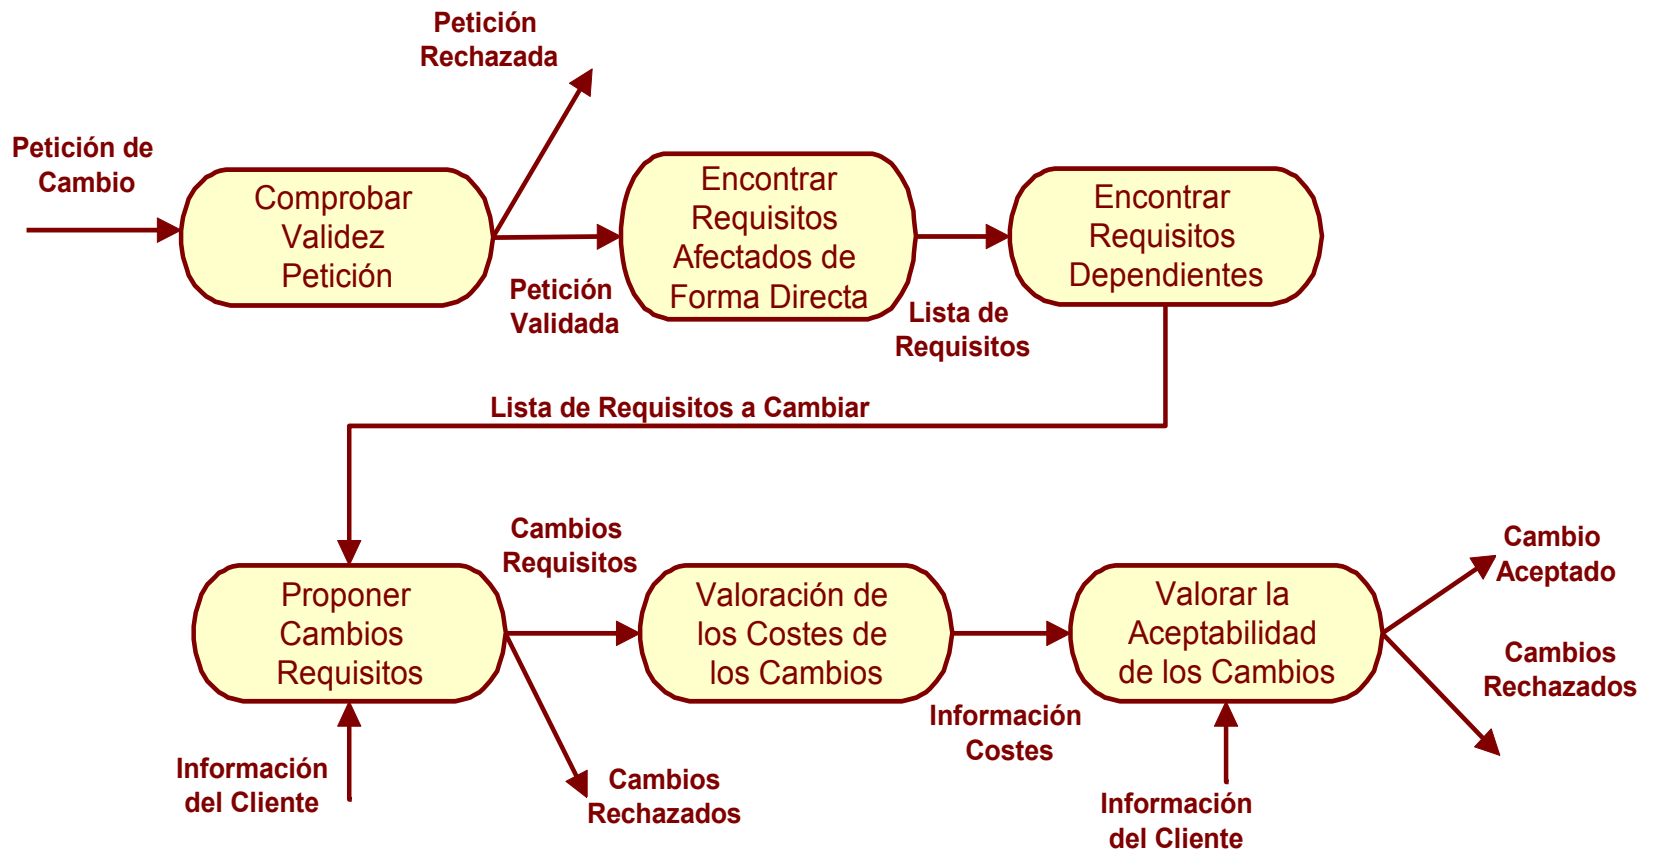 Petición
Rechazada
Petición de
Cambio
Comprobar
Validez
Petición
Petición
Validada
Encontrar
Requisitos
Afectados de
Forma Directa
Lista de
Requisitos
Encontrar
Requisitos
Dependientes
Lista de Requisitos a Cambiar
Proponer
Cambios
Requisitos
Información
del Cliente
Cambios
Requisitos
Cambios
Rechazados
Valoración de
los Costes de
los Cambios
Información
Costes
Valorar la
Aceptabilidad
de los Cambios
Información
del Cliente
Cambio
Aceptado
Cambios
Rechazados